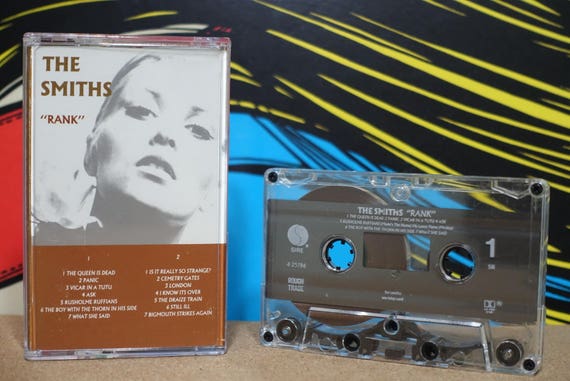 THE
SMITHS
"RANK"
1
1 THE QUEEN IS DEAD
2 PANIC
3 VICAR IN A TUTU
4 ASK
5 RUSHOLME RUFFIANS
6 THE BOY WITH THE THORN IN HIS SIDE
7 WHAT SHE SAID
2
1 IS IT REALLY SO STRANGE?
2 CEMETRY GATES
3 LONDON
4 I KNOW IT'S OVER
5 THE DRAIZE TRAIN
6 STILL ILL
7 BIGMOUTH STRIKES AGAIN
THE SMITHS "RANK"
1 THE QUEEN IS DEAD 2 PANIC 3 VICAR IN A TUTU 4 ASK
5 RUSHOLME RUFFIANS
6 THE BOY WITH THE THORN IN HIS SIDE 7 WHAT SHE SAID
SIRE
4-25786
ROUGH
TRADE
1
SR